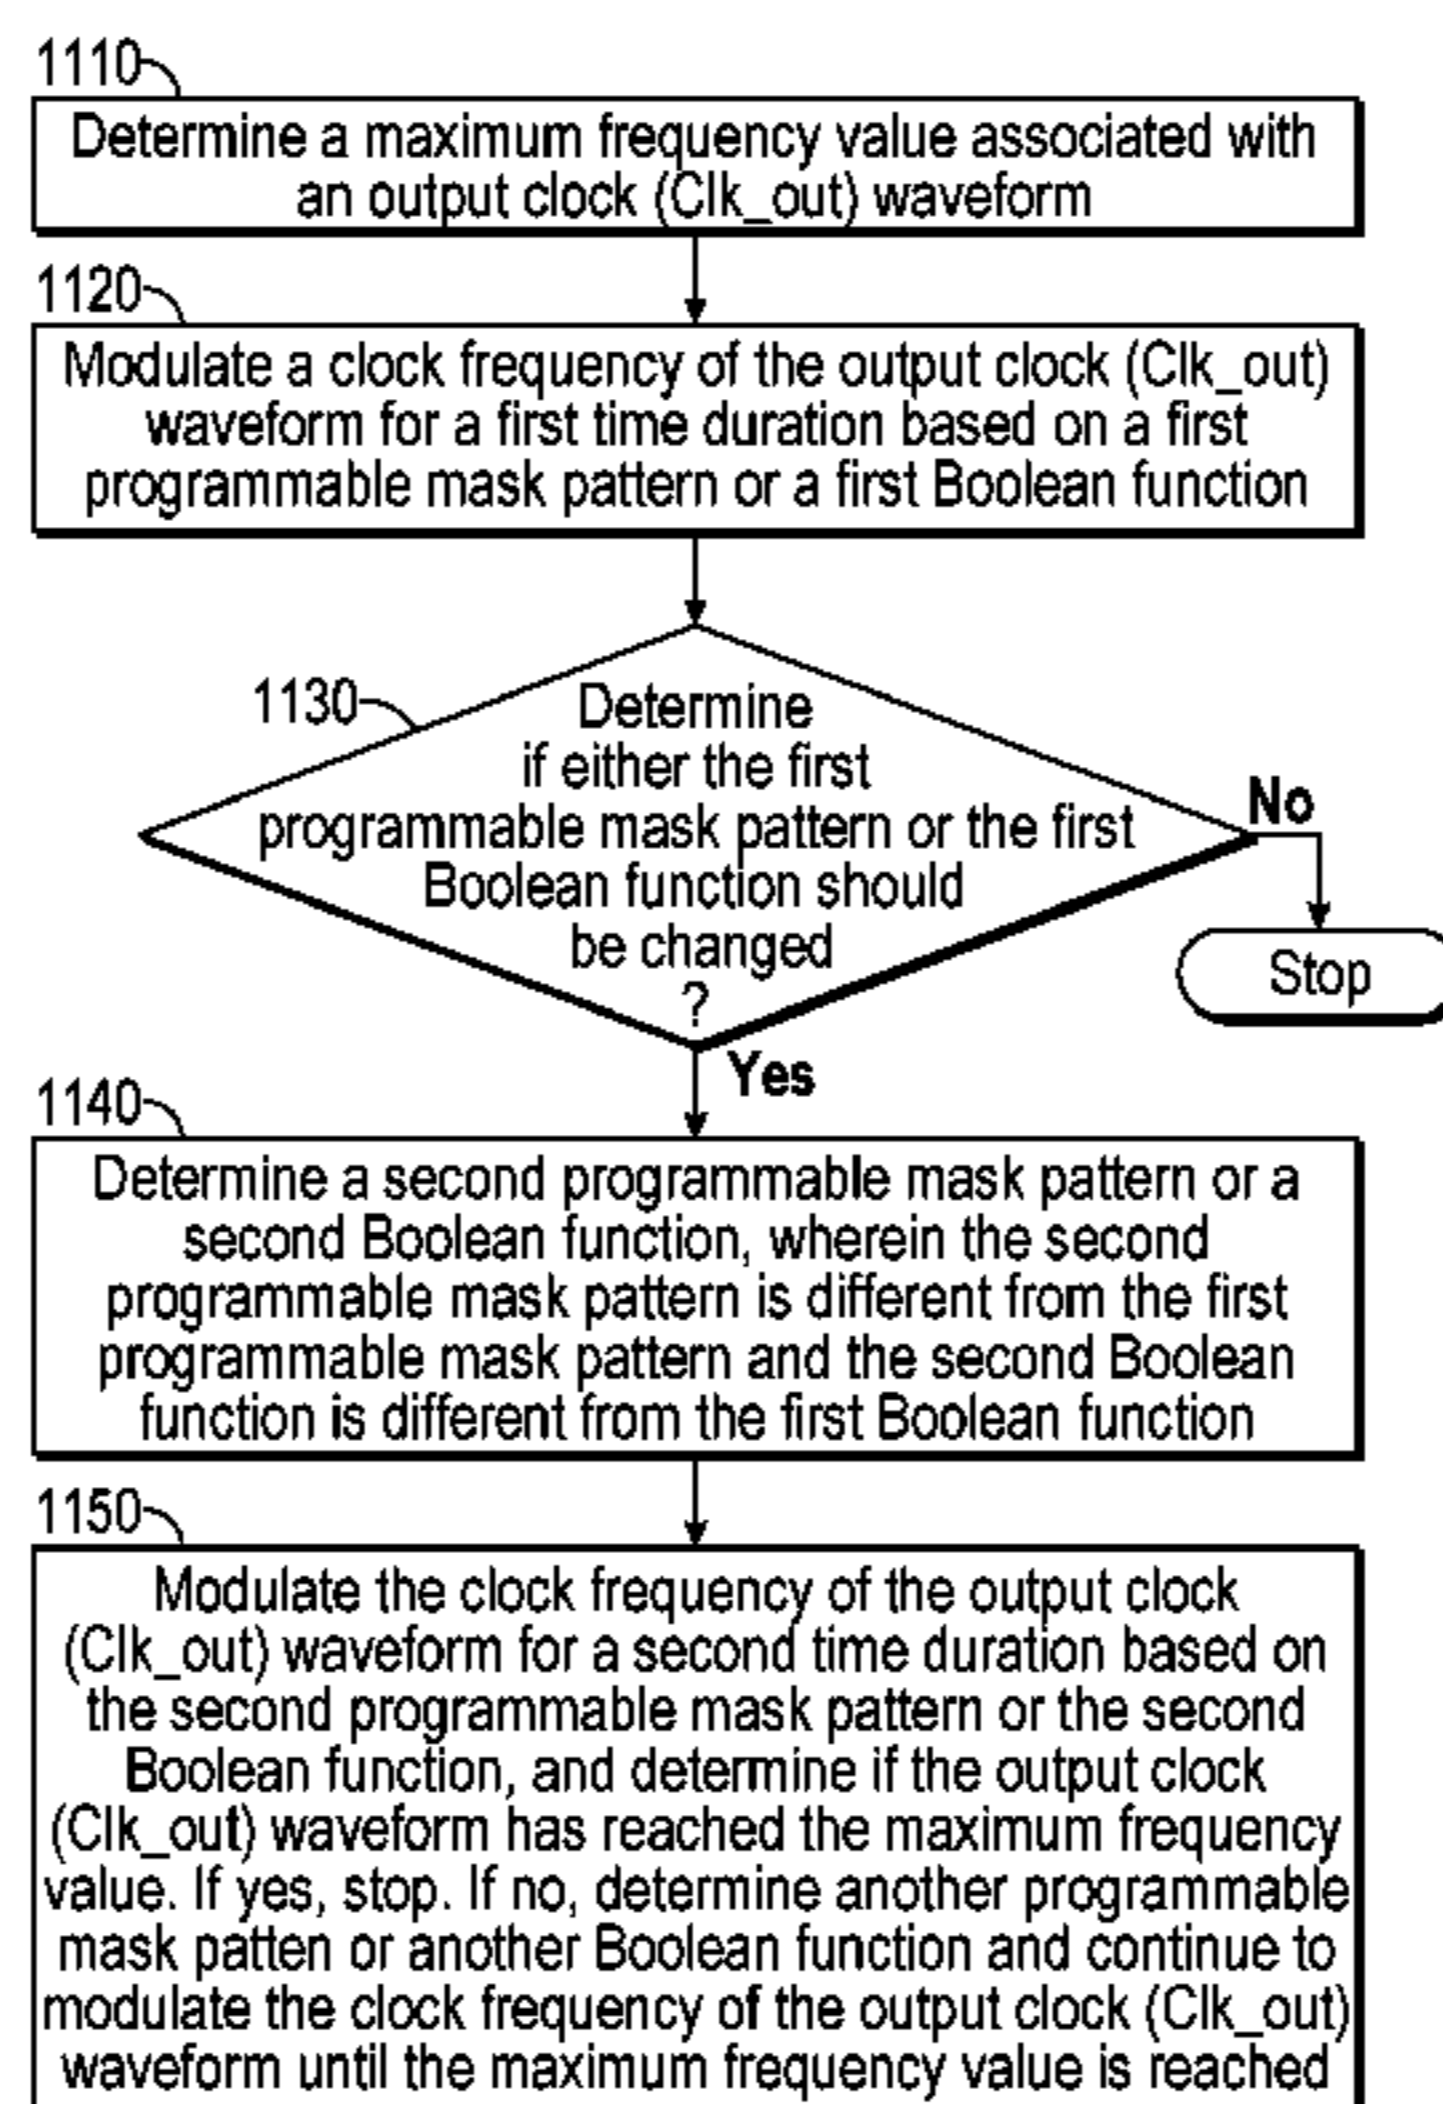 1110
Determine a maximum frequency value associated with
an output clock (Clk_out) waveform
1120
Modulate a clock frequency of the output clock (Clk_out)
waveform for a first time duration based on a first
programmable mask pattern or a first Boolean function
1130
Determine
if either the first
programmable mask pattern or the first
Boolean function should
be changed
?
No
Stop
Yes
1140
Determine a second programmable mask pattern or a
second Boolean function, wherein the second
programmable mask pattern is different from the first
programmable mask pattern and the second Boolean
function is different from the first Boolean function
1150
Modulate the clock frequency of the output clock
(Clk_out) waveform for a second time duration based on
the second programmable mask pattern or the second
Boolean function, and determine if the output clock
(Clk_out) waveform has reached the maximum frequency
value. If yes, stop. If no, determine another programmable
mask patten or another Boolean function and continue to
modulate the clock frequency of the output clock (Clk_out)
waveform until the maximum frequency value is reached